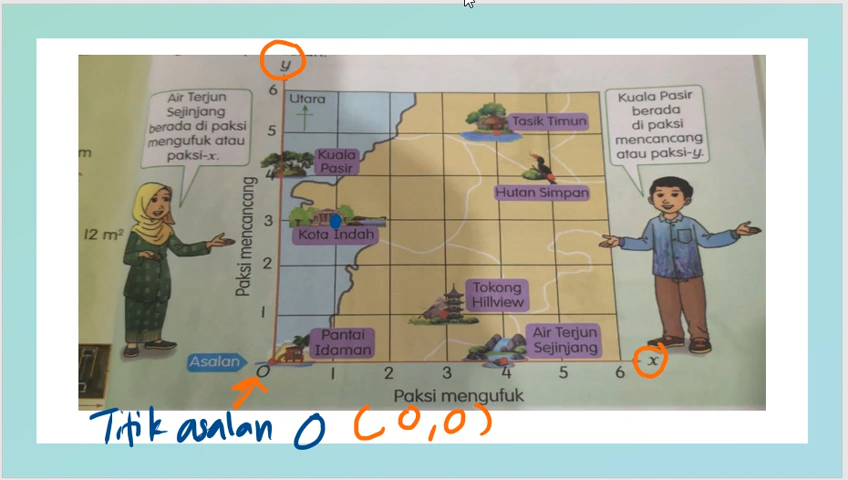 y
6
Utara
Air Terjun
Sejinjang
berada di paksi
mengufuk atau
paksi-x.
Kuala Pasir
berada
di paksi
mencancang
atau paksi-y.
Tasik Timun
5
m
Kuala
Pasir
4
Hutan Simpan
Paksi mencancang
12 m²
3
Kota Indah
2
Tokong
Hillview
1
Pantai
Idaman
Air Terjun
Sejinjang
Asalan
x
O
1 2 3 4 5 6
Paksi mengufuk
Titik asalan O (0,0)